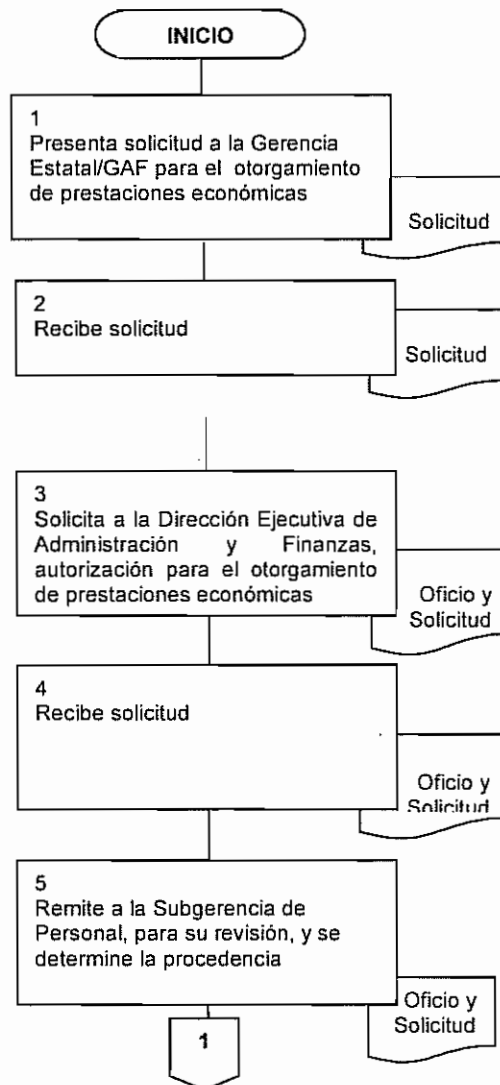 INICIO
1
Presenta solicitud a la Gerencia
Estatal/GAF para el otorgamiento
de prestaciones económicas
Solicitud
2
Recibe solicitud
Solicitud
3
Solicita a la Dirección Ejecutiva de
Administración y Finanzas,
autorización para el otorgamiento
de prestaciones económicas
Oficio y
Solicitud
4
Recibe solicitud
Oficio y
Solicitud
5
Remite a la Subgerencia de
Personal, para su revisión, y se
determine la procedencia
Oficio y
Solicitud
1